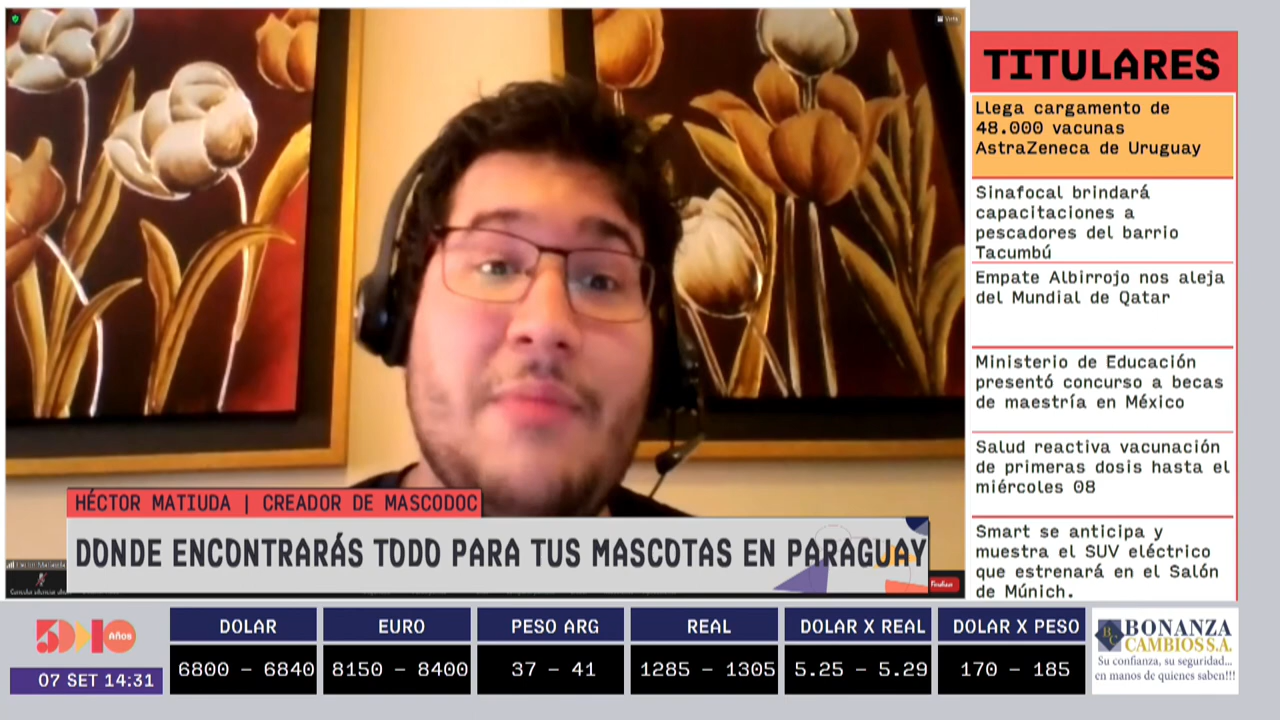 TITULARES
Llega cargamento de
48.000 vacunas
AstraZeneca de Uruguay
Sinafocal brindará
capacitaciones a
pescadores del barrio
Tacumbú
Empate Albirrojo nos aleja
del Mundial de Qatar
Ministerio de Educación
presentó concurso a becas
de maestría en México
Salud reactiva vacunación
de primeras dosis hasta el
miércoles 08
Smart se anticipa y
muestra el SUV eléctrico
que estrenará en el Salón
de Múnich.
HÉCTOR MATIUDA | CREADOR DE MASCODOC
DONDE ENCONTRARÁS TODO PARA TUS MASCOTAS EN PARAGUAY
Finalizar
5D10 Años
07 SET 14:31
DOLAR
6800 - 6840
EURO
8150 - 8400
PESO ARG
37 - 41
REAL
1285 - 1305
DOLAR X REAL
5.25 - 5.29
DOLAR X PESO
170 - 185
BC BONANZA
CAMBIOS S.A.
Su confianza, su seguridad...
en manos de quienes saben!!!